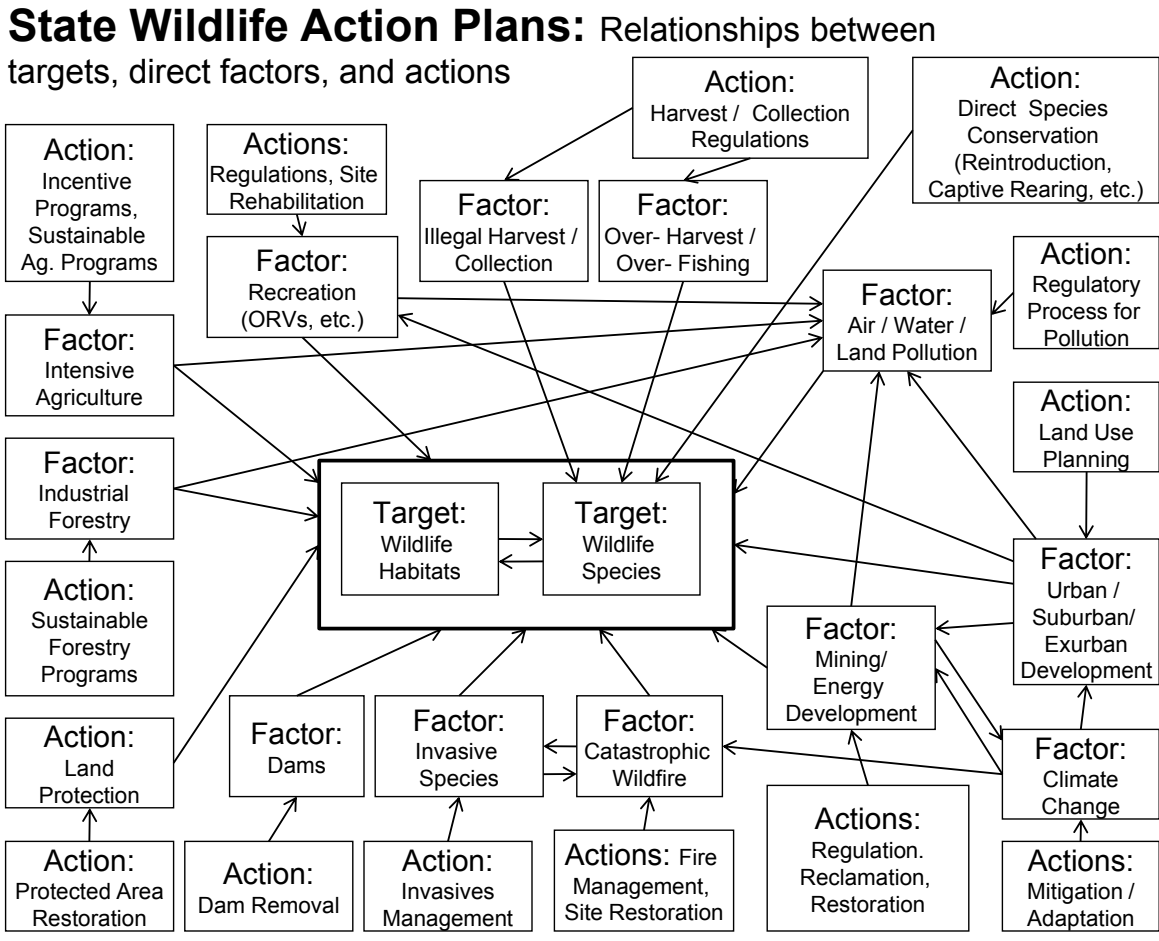 State Wildlife Action Plans: Relationships between
targets, direct factors, and actions
Action:
Harvest / Collection
Regulations
Action:
Direct Species
Conservation
(Reintroduction,
Captive Rearing, etc.)
Action:
Incentive
Programs,
Sustainable
Ag. Programs
Actions:
Regulations, Site
Rehabilitation
Factor:
Illegal Harvest /
Collection
Factor:
Over- Harvest /
Over- Fishing
Factor:
Recreation
(ORVs, etc.)
Factor:
Air / Water /
Land Pollution
Action:
Regulatory
Process for
Pollution
Factor:
Intensive
Agriculture
Action:
Land Use
Planning
Factor:
Industrial
Forestry
Target:
Wildlife
Habitats
Target:
Wildlife
Species
Factor:
Urban /
Suburban/
Exurban
Development
Action:
Sustainable
Forestry
Programs
Factor:
Mining/
Energy
Development
Action:
Land
Protection
Factor:
Dams
Factor:
Invasive
Species
Factor:
Catastrophic
Wildfire
Factor:
Climate
Change
Action:
Protected Area
Restoration
Action:
Dam Removal
Action:
Invasives
Management
Actions: Fire
Management,
Site Restoration
Actions:
Regulation.
Reclamation,
Restoration
Actions:
Mitigation /
Adaptation